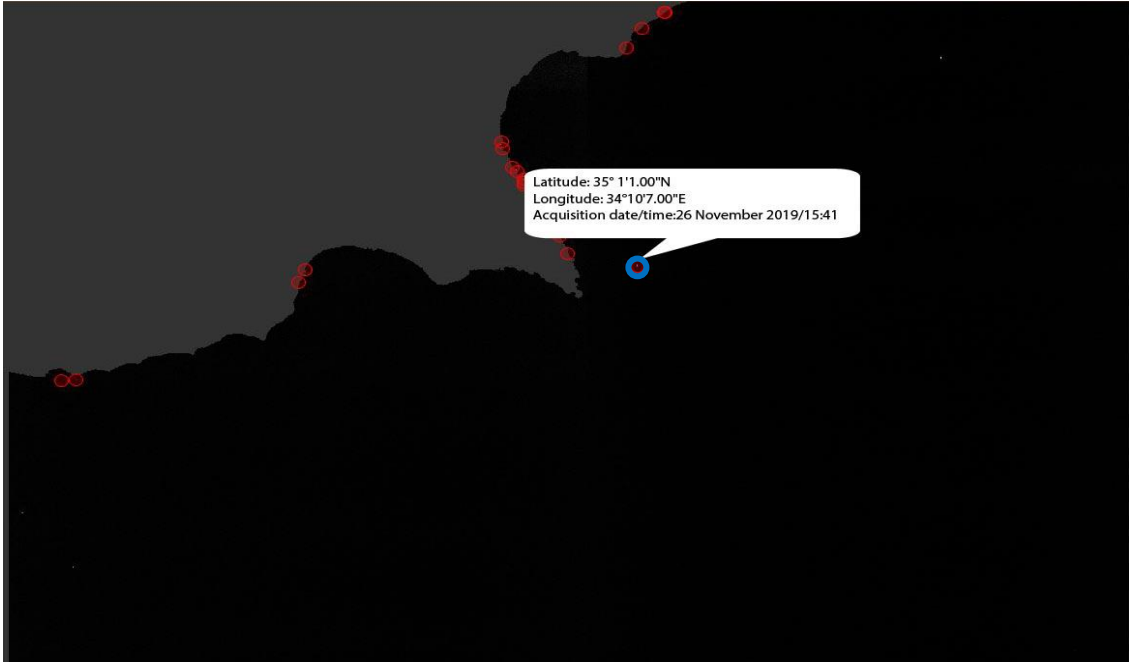 Latitude: 35° 1'1.00"N
Longitude: 34°10'7.00"E
Acquisition date/time:26 November 2019/15:41